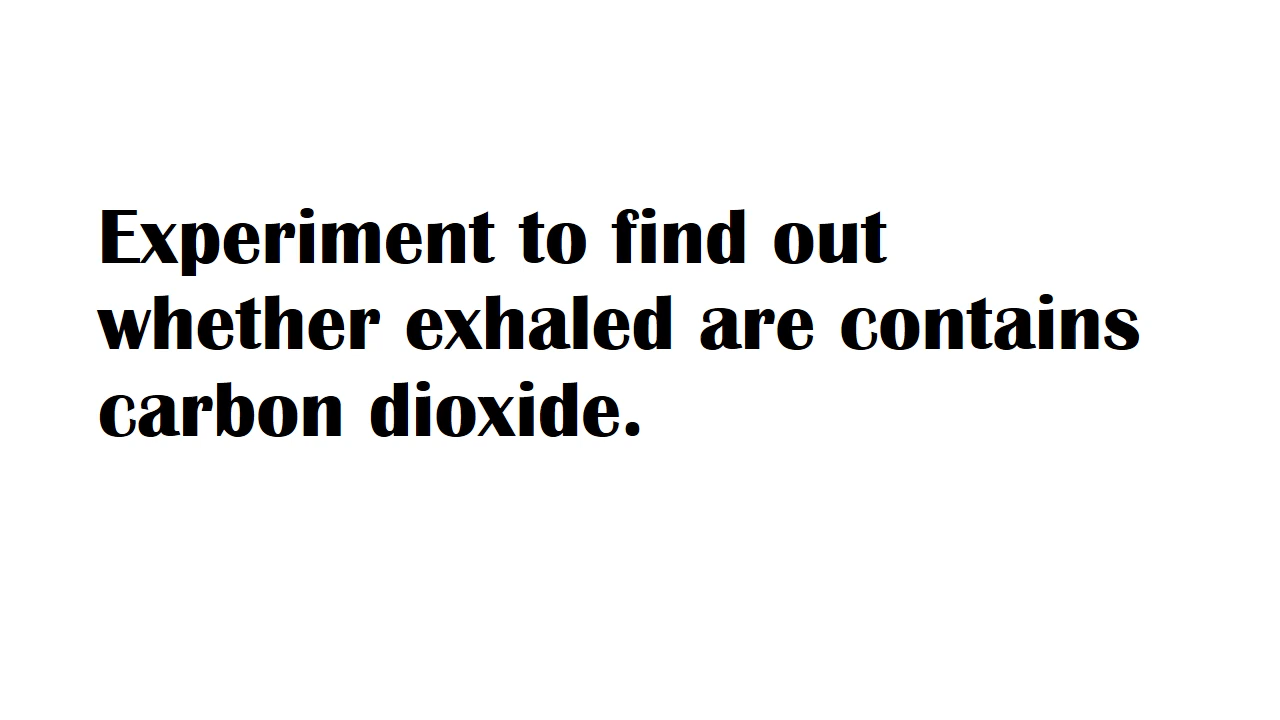 Experiment to find out
whether exhaled are contains
carbon dioxide.